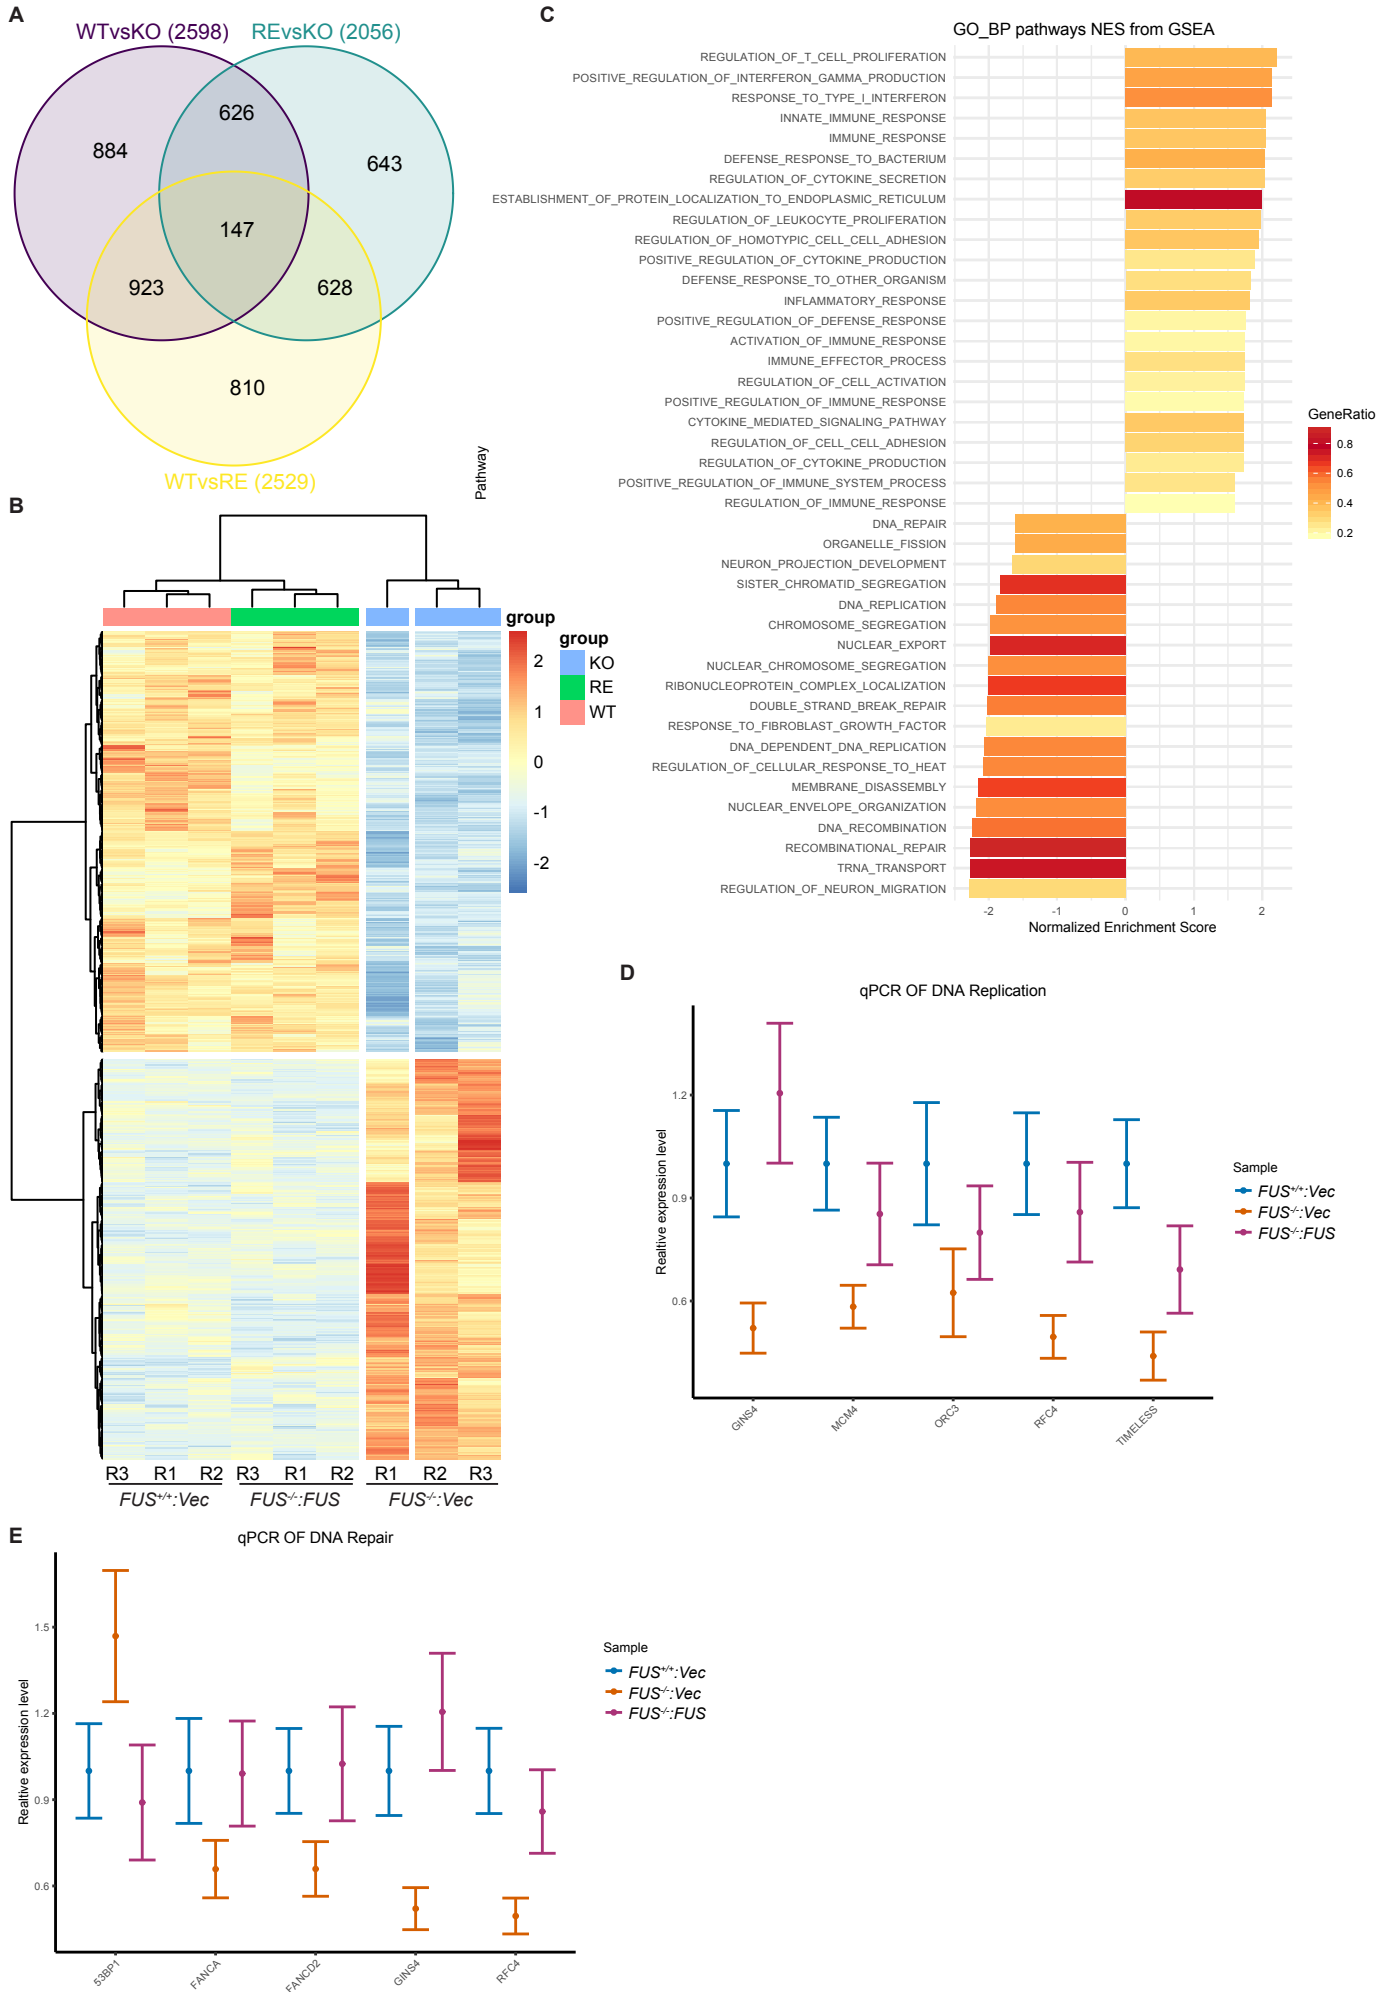 A
WTvsKO (2598)
REvsKO (2056)
626
884
643
147
923
628
810
WTvsRE (2529)
B
group
2
1
0
-1
-2
group
KO
RE
WT
R3 R1 R2 R3 R1 R2 R1 R2 R3
FUS+/+:Vec FUS-/-:FUS FUS-/-:Vec
C
GO_BP pathways NES from GSEA
Pathway
REGULATION_OF_T_CELL_PROLIFERATION
POSITIVE_REGULATION_OF_INTERFERON_GAMMA_PRODUCTION
RESPONSE_TO_TYPE_I_INTERFERON
INNATE_IMMUNE_RESPONSE
IMMUNE_RESPONSE
DEFENSE_RESPONSE_TO_BACTERIUM
REGULATION_OF_CYTOKINE_SECRETION
ESTABLISHMENT_OF_PROTEIN_LOCALIZATION_TO_ENDOPLASMIC_RETICULUM
REGULATION_OF_LEUKOCYTE_PROLIFERATION
REGULATION_OF_HOMOTYPIC_CELL_CELL_ADHESION
POSITIVE_REGULATION_OF_CYTOKINE_PRODUCTION
DEFENSE_RESPONSE_TO_OTHER_ORGANISM
INFLAMMATORY_RESPONSE
POSITIVE_REGULATION_OF_DEFENSE_RESPONSE
ACTIVATION_OF_IMMUNE_RESPONSE
IMMUNE_EFFECTOR_PROCESS
REGULATION_OF_CELL_ACTIVATION
POSITIVE_REGULATION_OF_IMMUNE_RESPONSE
CYTOKINE_MEDIATED_SIGNALING_PATHWAY
REGULATION_OF_CELL_CELL_ADHESION
REGULATION_OF_CYTOKINE_PRODUCTION
POSITIVE_REGULATION_OF_IMMUNE_SYSTEM_PROCESS
REGULATION_OF_IMMUNE_RESPONSE
DNA_REPAIR
ORGANELLE_FISSION
NEURON_PROJECTION_DEVELOPMENT
SISTER_CHROMATID_SEGREGATION
DNA_REPLICATION
CHROMOSOME_SEGREGATION
NUCLEAR_EXPORT
NUCLEAR_CHROMOSOME_SEGREGATION
RIBONUCLEOPROTEIN_COMPLEX_LOCALIZATION
DOUBLE_STRAND_BREAK_REPAIR
RESPONSE_TO_FIBROBLAST_GROWTH_FACTOR
DNA_DEPENDENT_DNA_REPLICATION
REGULATION_OF_CELLULAR_RESPONSE_TO_HEAT
MEMBRANE_DISASSEMBLY
NUCLEAR_ENVELOPE_ORGANIZATION
DNA_RECOMBINATION
RECOMBINATIONAL_REPAIR
TRNA_TRANSPORT
REGULATION_OF_NEURON_MIGRATION
-2 -1 0 1 2
Normalized Enrichment Score
GeneRatio
0.8
0.6
0.4
0.2
D
qPCR OF DNA Replication
Realtive expression level
1.2
0.9
0.6
GINS4 MCM4 ORC3 RFC4 TIMELESS
Sample
FUS+/+:Vec
FUS-/-:Vec
FUS-/-:FUS
E
qPCR OF DNA Repair
Realtive expression level
1.5
1.2
0.9
0.6
53BP1 FANCA FANCD2 GINS4 RFC4
Sample
FUS+/+:Vec
FUS-/-:Vec
FUS-/-:FUS